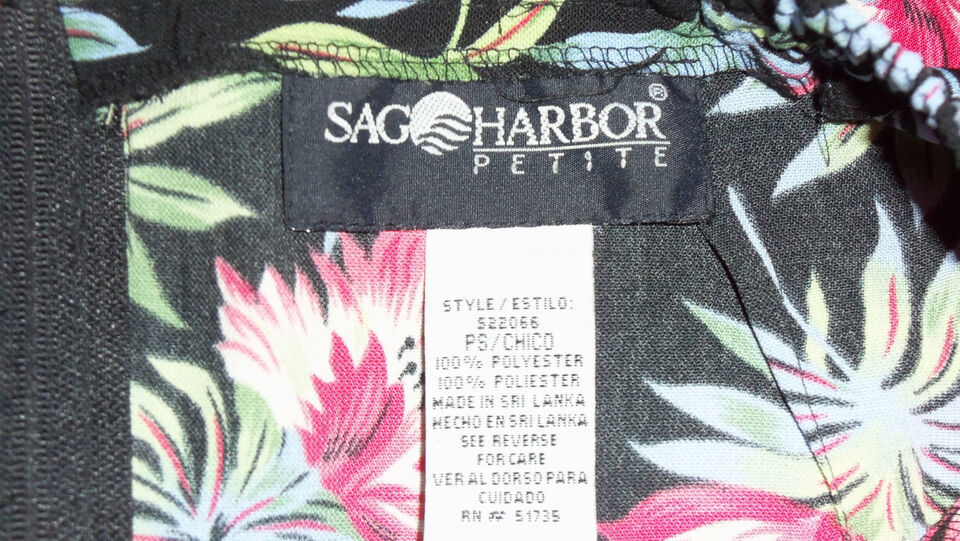 SAG HARBOR®
PETITE
STYLE/ESTILO:
S22066
PS/CHICO
100% POLYESTER
100% POLIESTER
MADE IN SRI LANKA
HECHO EN SRI LANKA
SEE REVERSE
FOR CARE
VER AL DORSO PARA
CUIDADO
RN # 51735